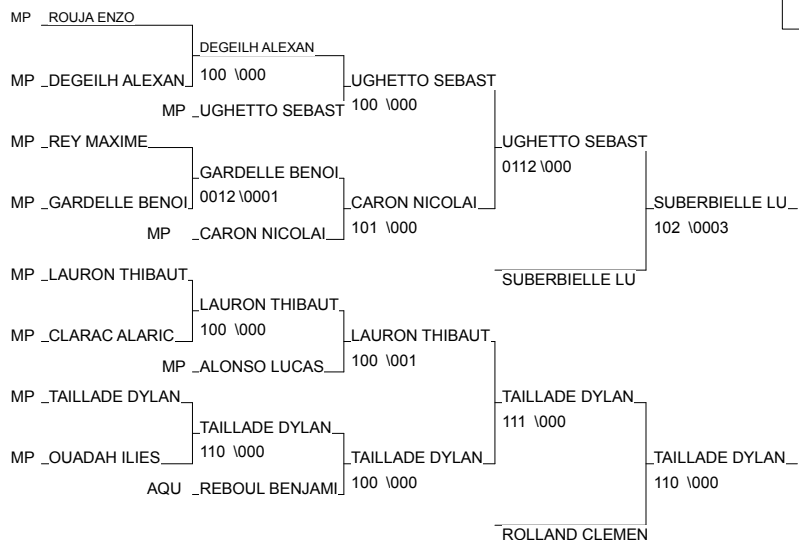 MP ROUJA ENZO
DEGEILH ALEXAN
100 \000
MP DEGEILH ALEXAN
UGHETTO SEBAST
100 \000
MP UGHETTO SEBAST
MP REY MAXIME
UGHETTO SEBAST
0112 \000
GARDELLE BENOI
0012 \0001
MP GARDELLE BENOI
CARON NICOLAI
101 \000
SUBERBIELLE LU
102 \0003
MP CARON NICOLAI
MP LAURON THIBAUT
SUBERBIELLE LU
LAURON THIBAUT
100 \000
MP CLARAC ALARIC
LAURON THIBAUT
100 \001
MP ALONSO LUCAS
MP TAILLADE DYLAN
TAILLADE DYLAN
111 \000
TAILLADE DYLAN
110 \000
MP OUADAH ILIES
TAILLADE DYLAN
100 \000
TAILLADE DYLAN
110 \000
AQU REBOUL BENJAMI
ROLLAND CLEMEN